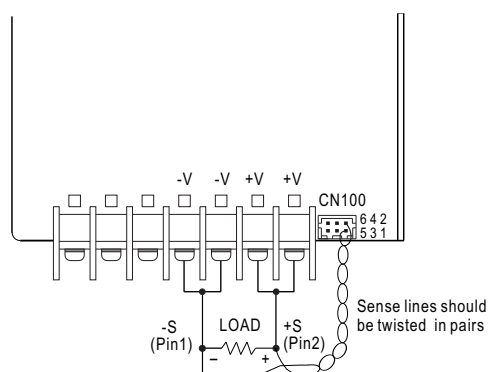 -V -V +V +V
CN100
6 4 2
5 3 1
-S
(Pin1)
LOAD
+S
(Pin2)
– +
Sense lines should
be twisted in pairs